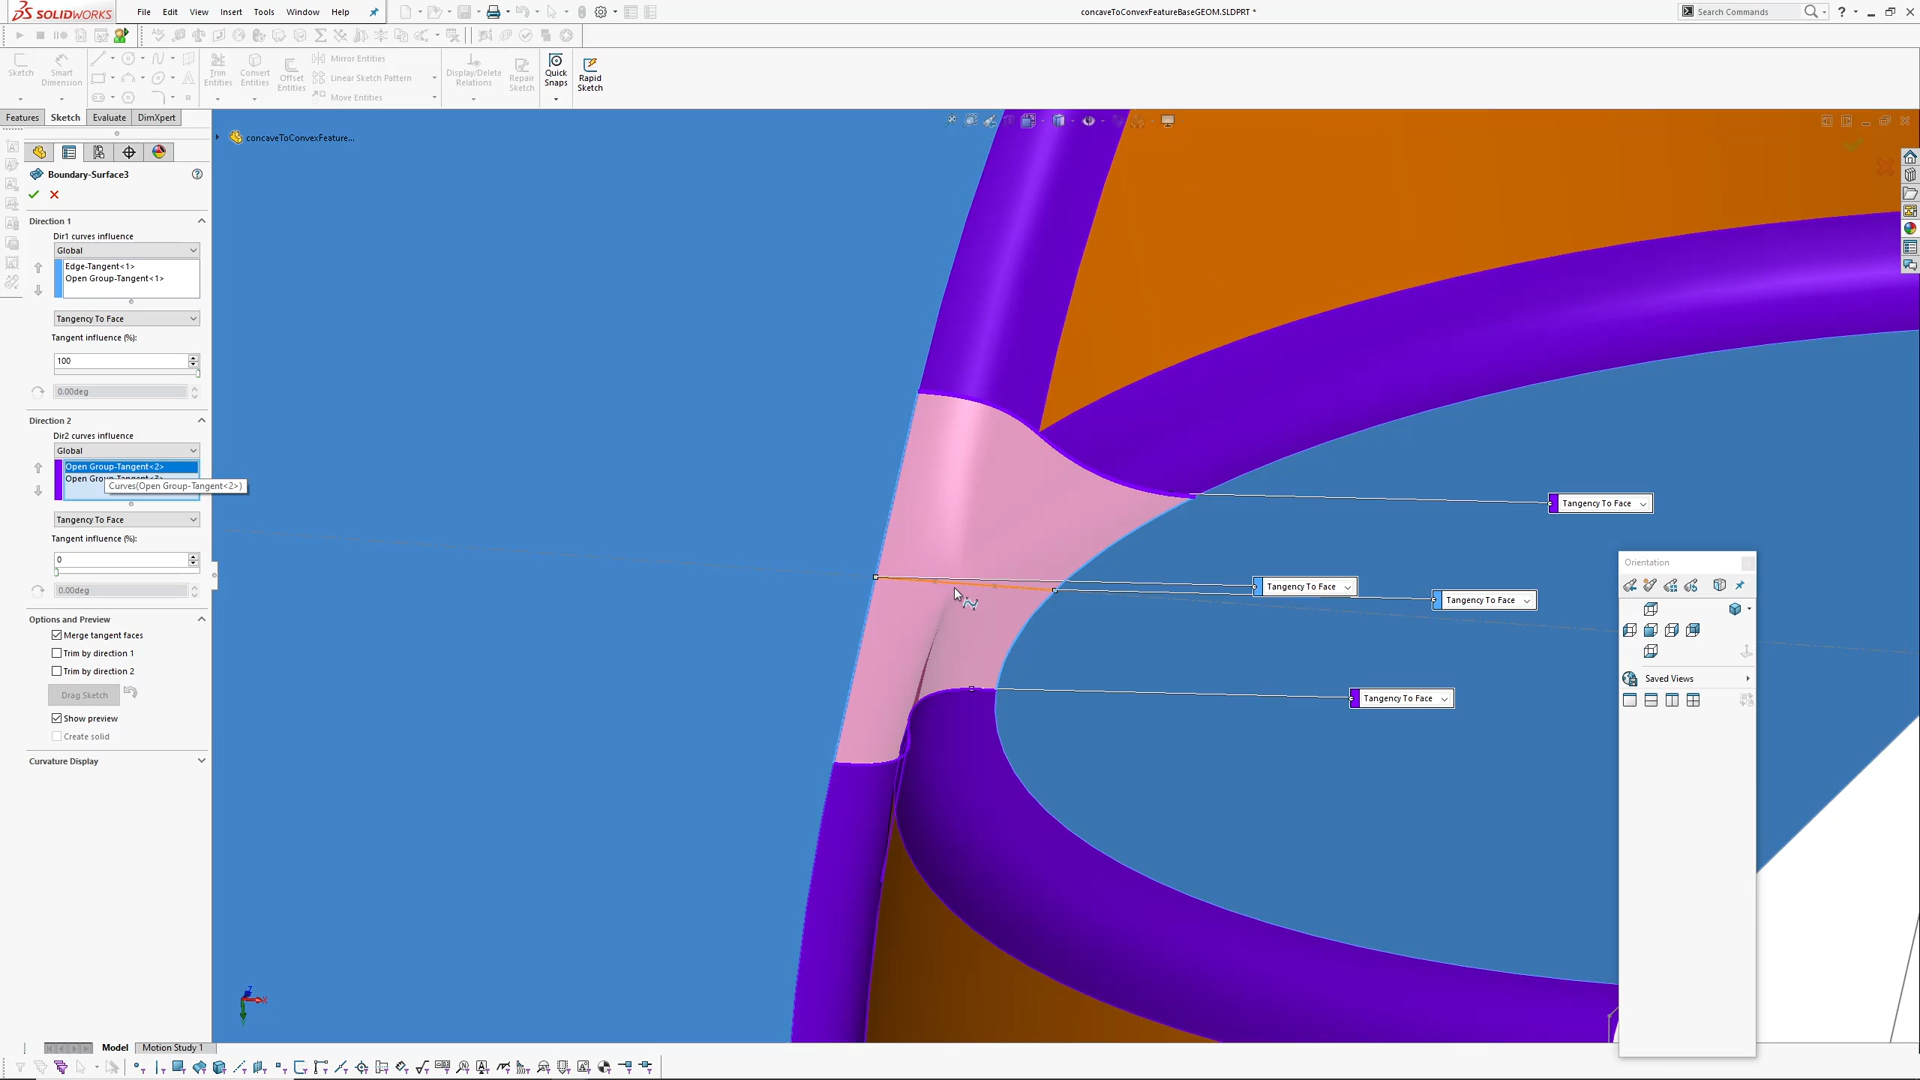 SOLIDWORKS
File Edit View Insert Tools Window Help
concaveToConvexFeatureBaseGEOM.SLDPRT *
Search Commands
Sketch
Smart Dimension
Trim Entities
Convert Entities
Offset Entities
Mirror Entities
Linear Sketch Pattern
Move Entities
Display/Delete Relations
Repair Sketch
Quick Snaps
Rapid Sketch
Features Sketch Evaluate DimXpert
concaveToConvexFeature...
Boundary-Surface3
Direction 1
Dir1 curves influence
Global
Edge-Tangent<1>
Open Group-Tangent<1>
Tangency To Face
Tangent influence (%):
100
0.00deg
Direction 2
Dir2 curves influence
Global
Open Group-Tangent<2>
Curves(Open Group-Tangent<2>)
Tangency To Face
Tangent influence (%):
0
0.00deg
Options and Preview
Merge tangent faces
Trim by direction 1
Trim by direction 2
Drag Sketch
Show preview
Create solid
Curvature Display
Tangency To Face
Tangency To Face
Tangency To Face
Tangency To Face
Orientation
Saved Views
Model Motion Study 1